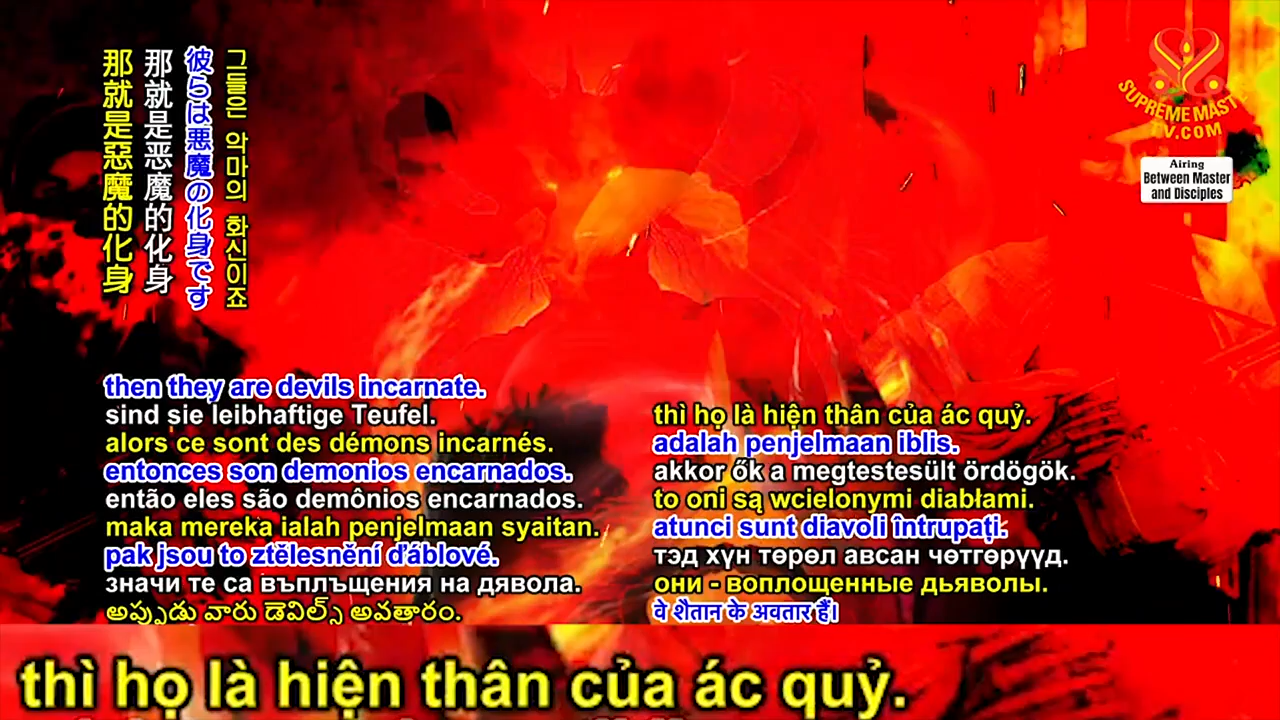 那就是惡魔的化身
那就是恶魔的化身
彼らは悪魔の化身です
그들은 악마의 화신이죠
SUPREME MAST
TV.COM
Airing
Between Master
and Disciples
then they are devils incarnate.
sind sie leibhaftige Teufel.
alors ce sont des démons incarnés.
entonces son demonios encarnados.
então eles são demônios encarnados.
maka mereka ialah penjelmaan syaitan.
pak jsou to ztělesnění ďáblové.
значи те са въплъщения на дявола.
అప్పుడు వారు డెవిల్స్ అవతారం.
thì họ là hiện thân của ác quỷ.
adalah penjelmaan iblis.
akkor ők a megtestesült ördögök.
to oni są wcielonymi diabłami.
atunci sunt diavoli întrupați.
тэд хүн төрөл авсан чөтгөрүүд.
они - воплощенные дьяволы.
वे शैतान के अवतार हैं।
thì họ là hiện thân của ác quỷ.